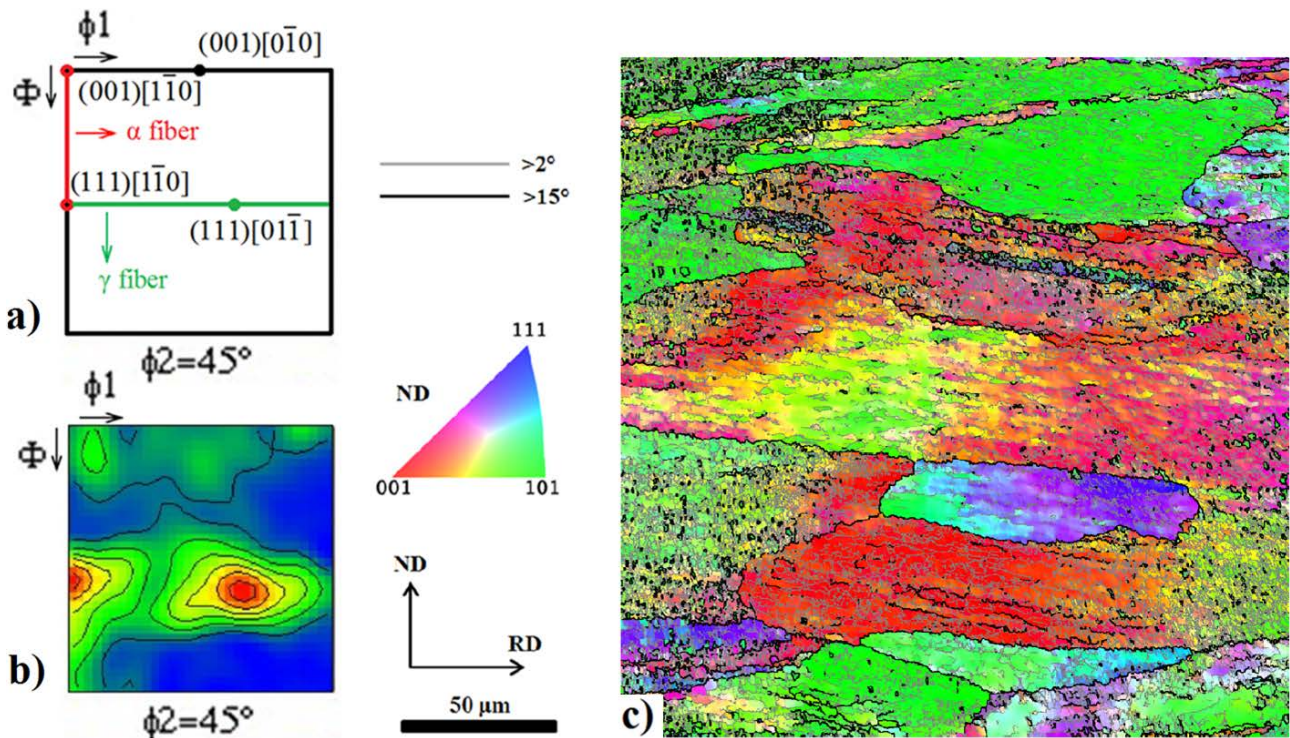 ϕ1
(001)[01̅0]
Φ
(001)[11̅0]
α fiber
(111)[11̅0]
(111)[011̅]
γ fiber
a)
ϕ2=45°
>2°
>15°
ϕ1
Φ
b)
ϕ2=45°
111
ND
001
101
ND
RD
50 µm
c)